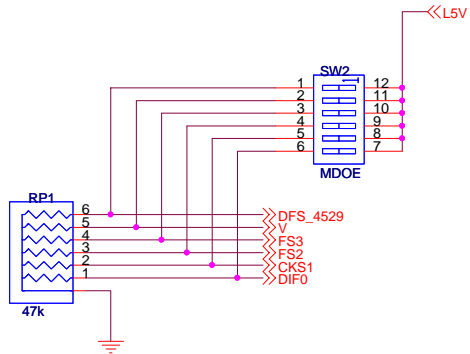 L5V
SW2
1 12
2 11
3 10
4 9
5 8
6 7
MDOE
RP1
6 DFS_4529
5 V
4 FS3
3 FS2
2 CKS1
1 DIF0
47k